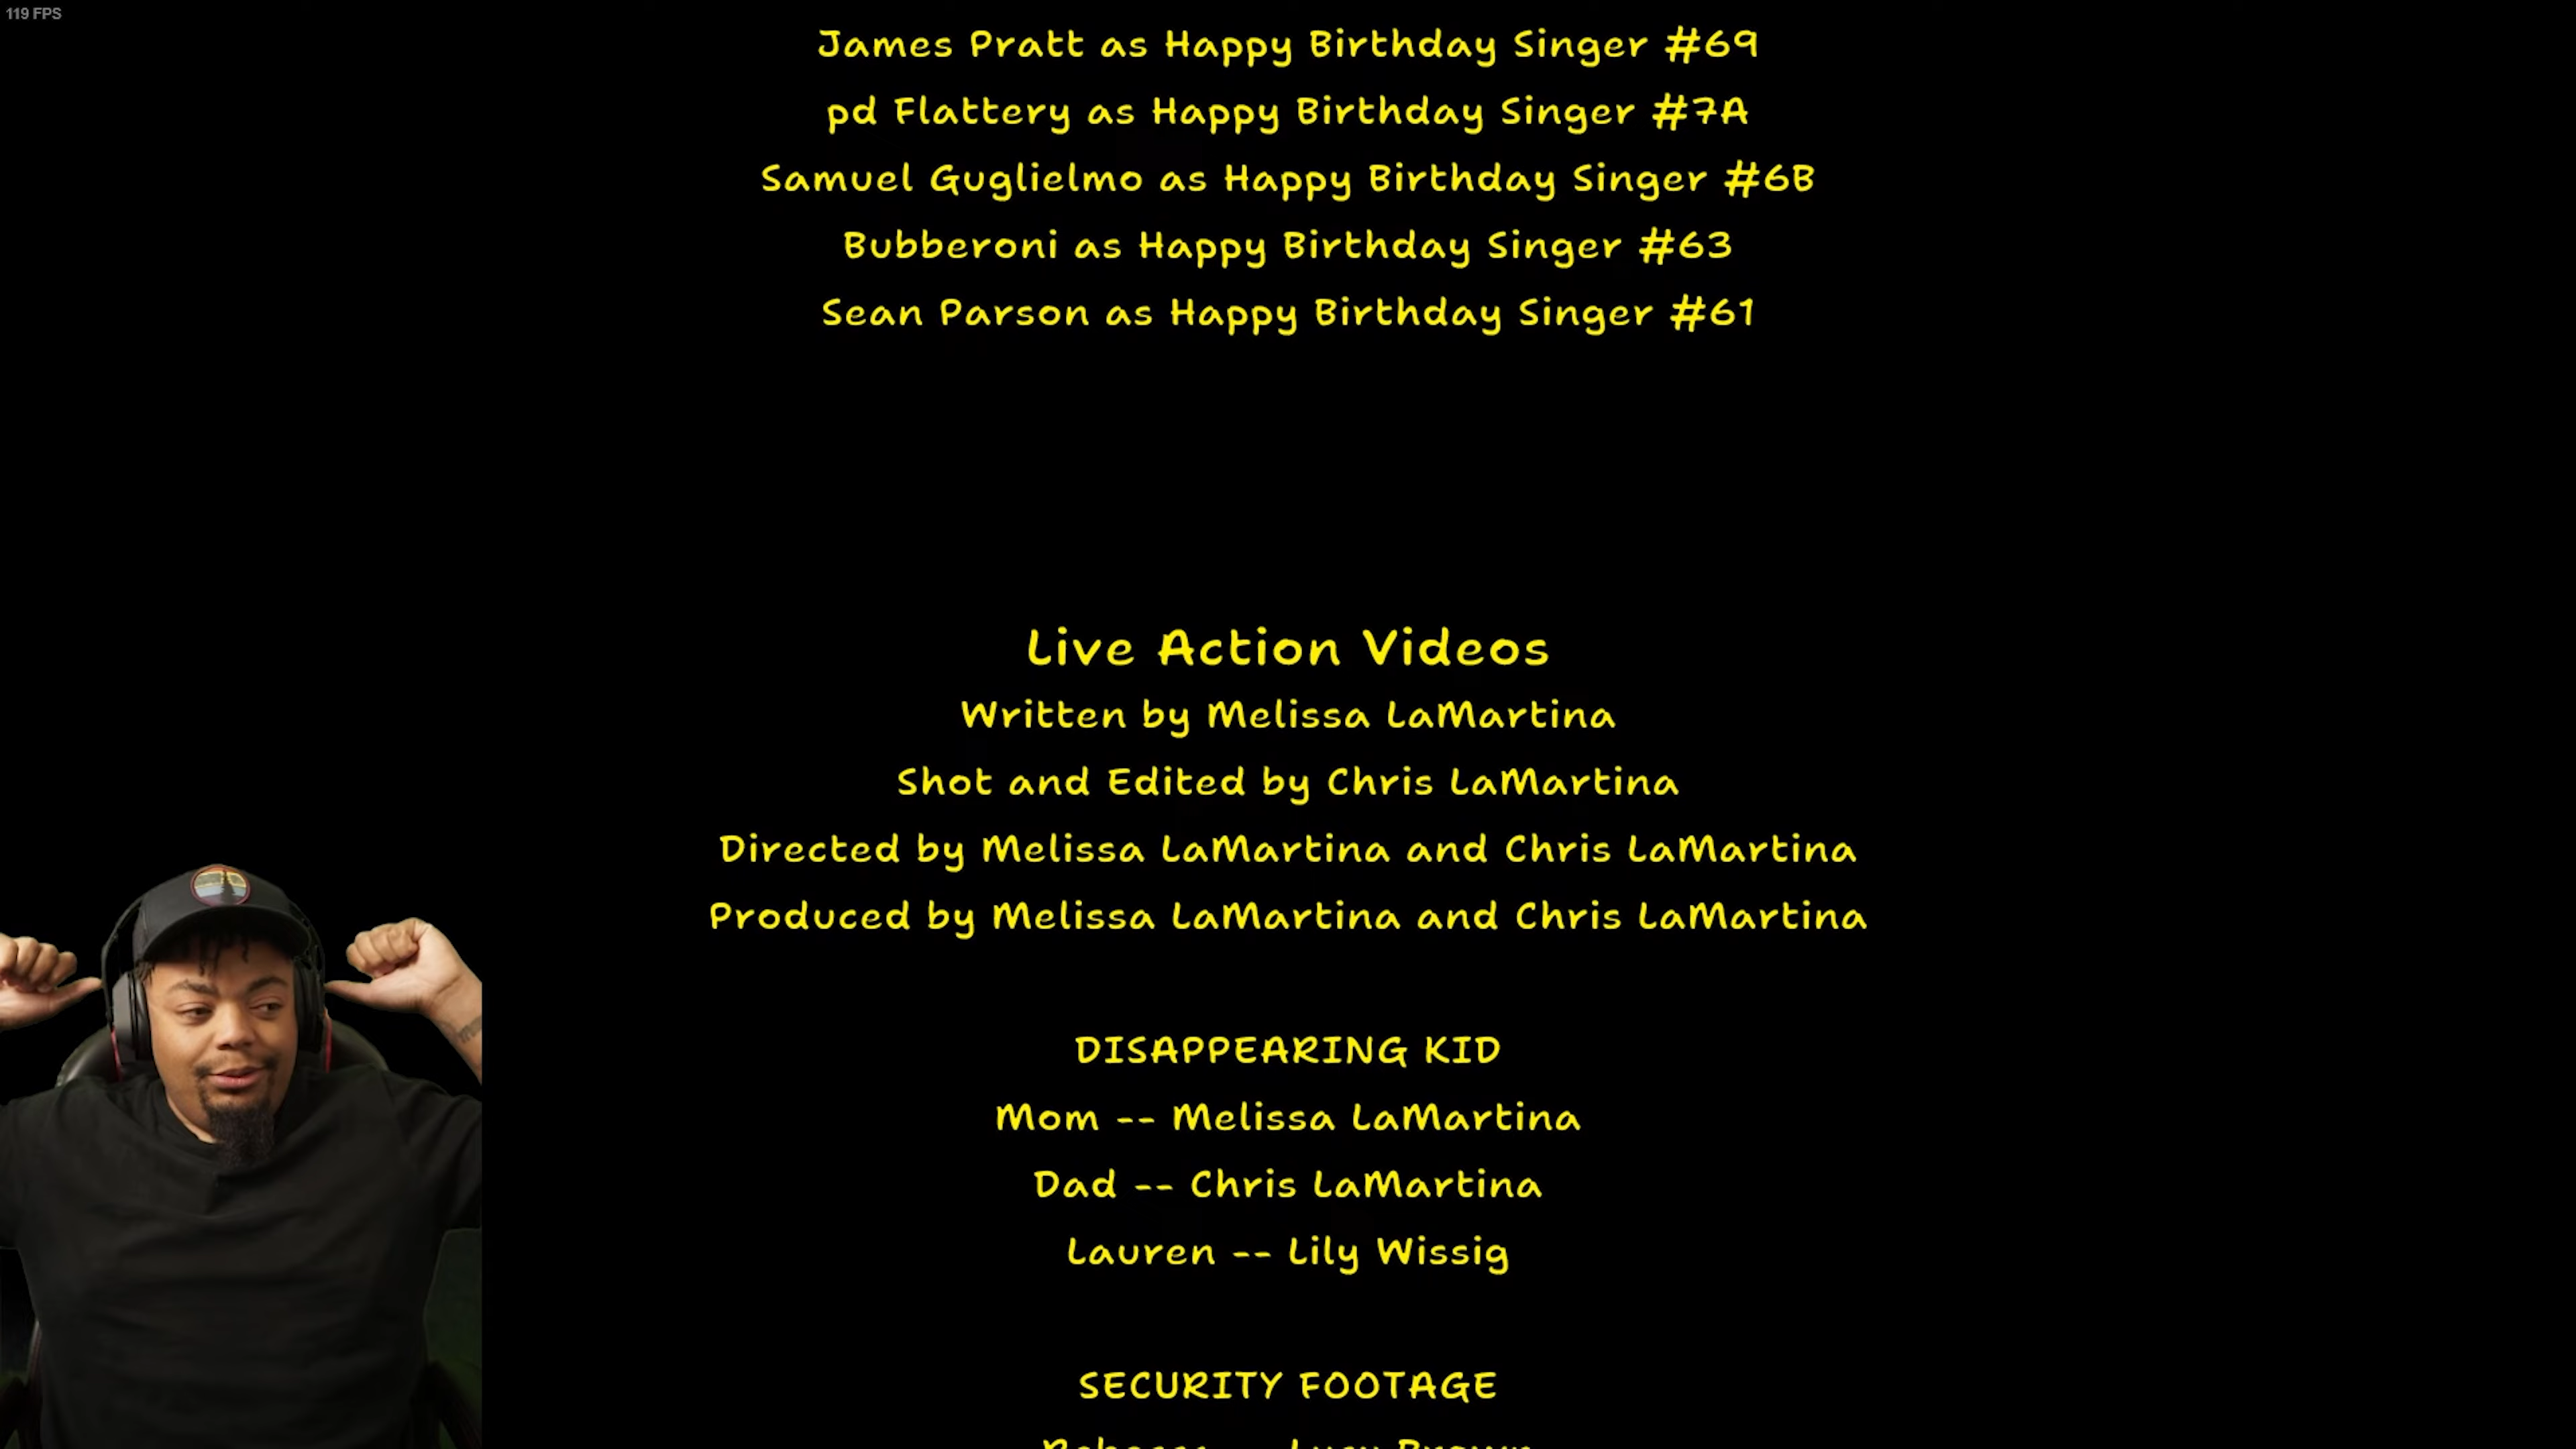 119 FPS
James Pratt as Happy Birthday Singer #69
pd Flattery as Happy Birthday Singer #7A
Samuel Guglielmo as Happy Birthday Singer #6B
Bubberoni as Happy Birthday Singer #63
Sean Parson as Happy Birthday Singer #61
Live Action Videos
Written by Melissa LaMartina
Shot and Edited by Chris LaMartina
Directed by Melissa LaMartina and Chris LaMartina
Produced by Melissa LaMartina and Chris LaMartina
DISAPPEARING KID
Mom -- Melissa LaMartina
Dad -- Chris LaMartina
Lauren -- Lily Wissig
SECURITY FOOTAGE